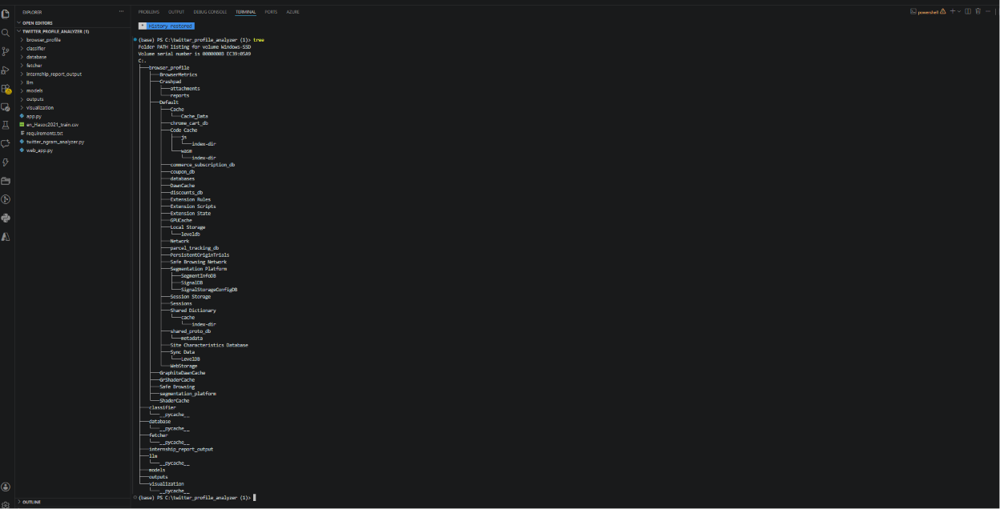 EXPLORER
OPEN EDITORS
TWITTER_PROFILE_ANALYZER (1)
browser_profile
classifier
database
fetcher
internship_report_output
llm
models
outputs
visualization
app.py
en_Hasoc2021_train.csv
requirements.txt
twitter_ngram_analyzer.py
web_app.py
OUTLINE
PROBLEMS OUTPUT DEBUG CONSOLE TERMINAL PORTS AZURE
powershell
* History restored
(base) PS C:\twitter_profile_analyzer (1)> tree
Folder PATH listing for volume Windows-SSD
Volume serial number is 000000B8 EC39:05A9
C:.
├───browser_profile
│   ├───BrowserMetrics
│   ├───Crashpad
│   │   ├───attachments
│   │   └───reports
│   ├───Default
│   │   ├───Cache
│   │   │   └───Cache_Data
│   │   ├───chrome_cart_db
│   │   ├───Code Cache
│   │   │   ├───js
│   │   │   │   └───index-dir
│   │   │   └───wasm
│   │   │       └───index-dir
│   │   ├───commerce_subscription_db
│   │   ├───coupon_db
│   │   ├───databases
│   │   ├───DawnCache
│   │   ├───discounts_db
│   │   ├───Extension Rules
│   │   ├───Extension Scripts
│   │   ├───Extension State
│   │   ├───GPUCache
│   │   ├───Local Storage
│   │   │   └───leveldb
│   │   ├───Network
│   │   ├───parcel_tracking_db
│   │   ├───PersistentOriginTrials
│   │   ├───Safe Browsing Network
│   │   ├───Segmentation Platform
│   │   │   ├───SegmentInfoDB
│   │   │   ├───SignalDB
│   │   │   └───SignalStorageConfigDB
│   │   ├───Session Storage
│   │   ├───Sessions
│   │   ├───Shared Dictionary
│   │   │   └───cache
│   │   │       └───index-dir
│   │   ├───shared_proto_db
│   │   │   └───metadata
│   │   ├───Site Characteristics Database
│   │   ├───Sync Data
│   │   │   └───LevelDB
│   │   └───WebStorage
│   ├───GraphiteDawnCache
│   ├───GrShaderCache
│   ├───Safe Browsing
│   ├───segmentation_platform
│   └───ShaderCache
├───classifier
│   └───__pycache__
├───database
│   └───__pycache__
├───fetcher
│   └───__pycache__
├───internship_report_output
├───llm
│   └───__pycache__
├───models
├───outputs
└───visualization
    └───__pycache__
(base) PS C:\twitter_profile_analyzer (1)>